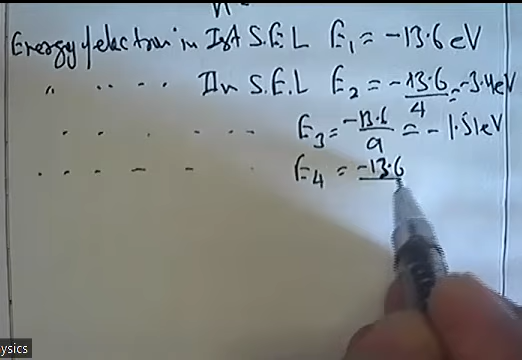 Energy of electron in Ist S.E.L E₁ = -13.6 eV
" " - - - - IIn S.E.L E₂ = -13.6/4 = -3.4eV
- - - - - - E₃ = -13.6/9 = -1.51eV
- - - - - - E₄ = -13.6
ysics